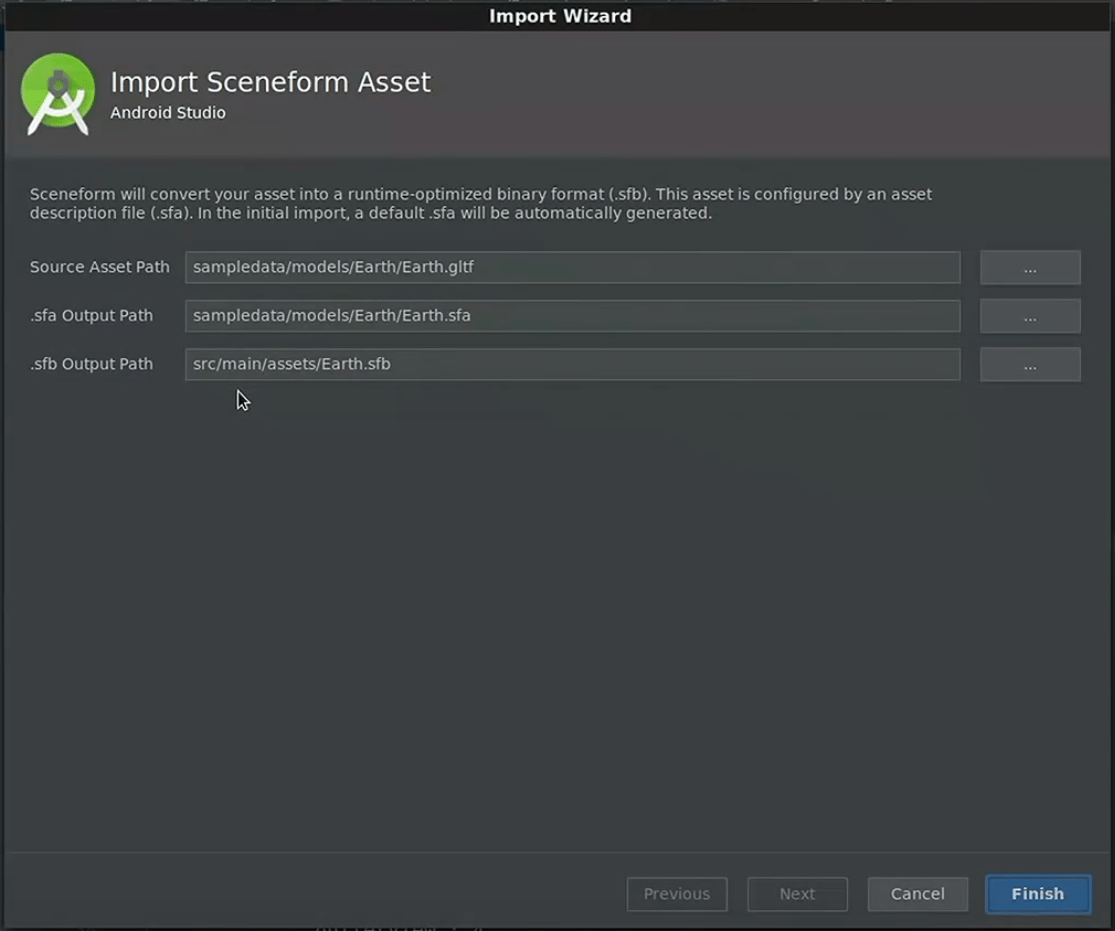 Import Wizard
Import Sceneform Asset
Android Studio
Sceneform will convert your asset into a runtime-optimized binary format (.sfb). This asset is configured by an asset
description file (.sfa). In the initial import, a default .sfa will be automatically generated.
Source Asset Path sampledata/models/Earth/Earth.gltf ...
.sfa Output Path sampledata/models/Earth/Earth.sfa ...
.sfb Output Path src/main/assets/Earth.sfb ...
Previous Next Cancel Finish